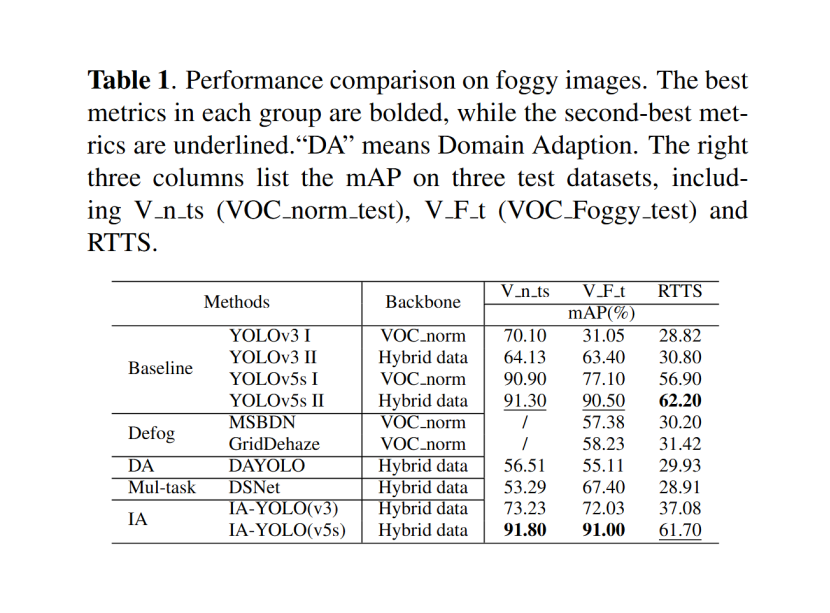 Table 1. Performance comparison on foggy images. The best
metrics in each group are bolded, while the second-best met-
rics are underlined.“DA” means Domain Adaption. The right
three columns list the mAP on three test datasets, includ-
ing V_n_ts (VOC_norm_test), V_F_t (VOC_Foggy_test) and
RTTS.
Methods Backbone V_n_ts V_F_t RTTS
mAP(%)
Baseline
YOLOv3 I VOC_norm 70.10 31.05 28.82
YOLOv3 II Hybrid data 64.13 63.40 30.80
YOLOv5s I VOC_norm 90.90 77.10 56.90
YOLOv5s II Hybrid data 91.30 90.50 62.20
Defog
MSBDN VOC_norm / 57.38 30.20
GridDehaze VOC_norm / 58.23 31.42
DA DAYOLO Hybrid data 56.51 55.11 29.93
Mul-task DSNet Hybrid data 53.29 67.40 28.91
IA
IA-YOLO(v3) Hybrid data 73.23 72.03 37.08
IA-YOLO(v5s) Hybrid data 91.80 91.00 61.70